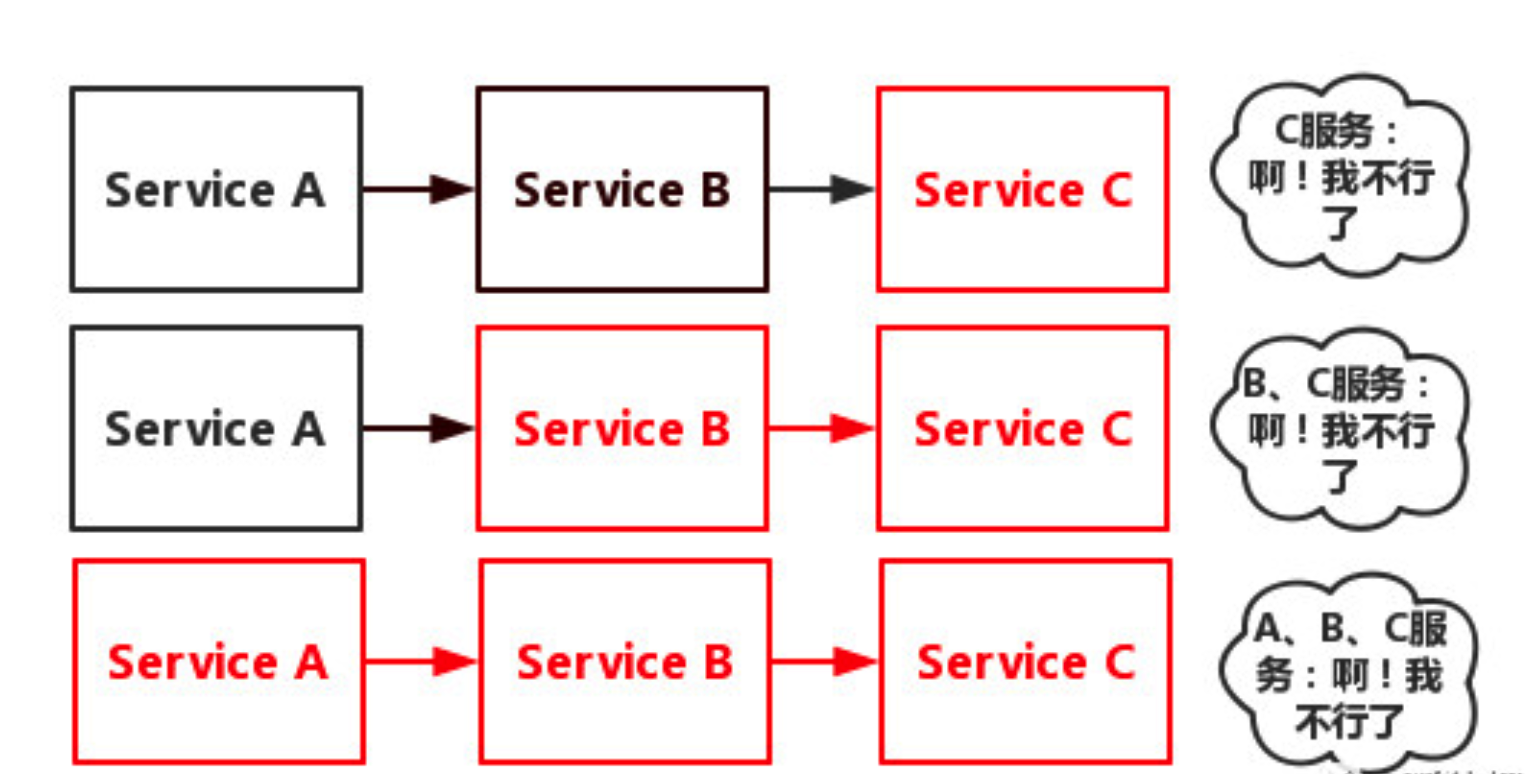 Service A
Service B
Service C
C服务：
啊！我不行
了
Service A
Service B
Service C
B、C服务：
啊！我不行
了
Service A
Service B
Service C
A、B、C服
务：啊！我
不行了